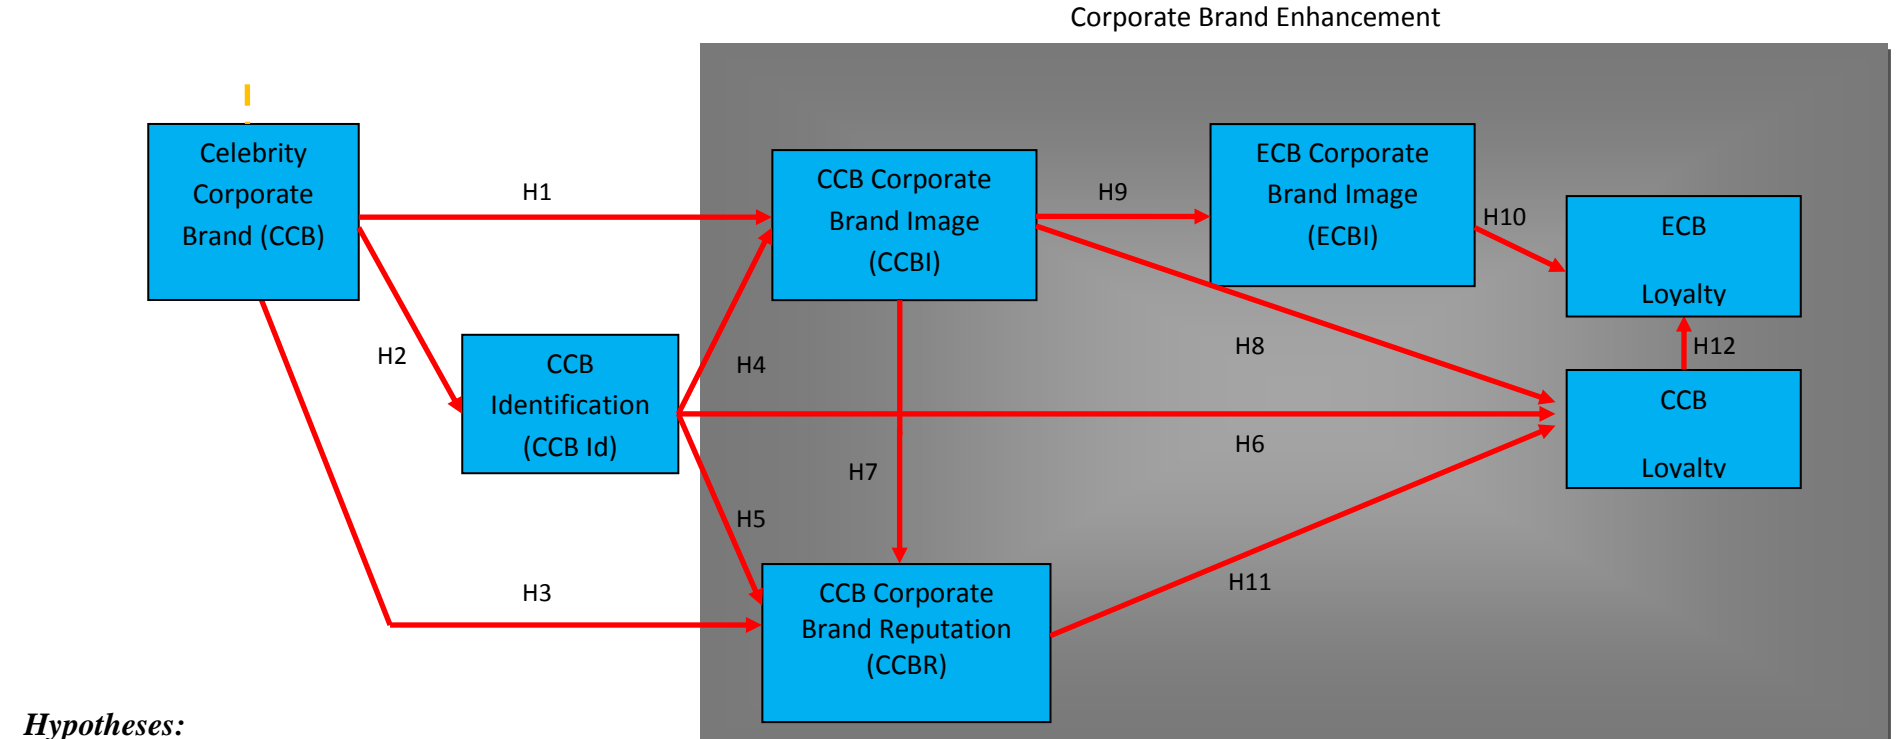 Corporate Brand Enhancement
Celebrity
Corporate
Brand (CCB)
H1
CCB Corporate
Brand Image
(CCBI)
H9
ECB Corporate
Brand Image
(ECBI)
H10
ECB
Loyalty
H2
CCB
Identification
(CCB Id)
H4
H8
H12
CCB
Loyalty
H6
H7
H5
H3
CCB Corporate
Brand Reputation
(CCBR)
H11
Hypotheses: